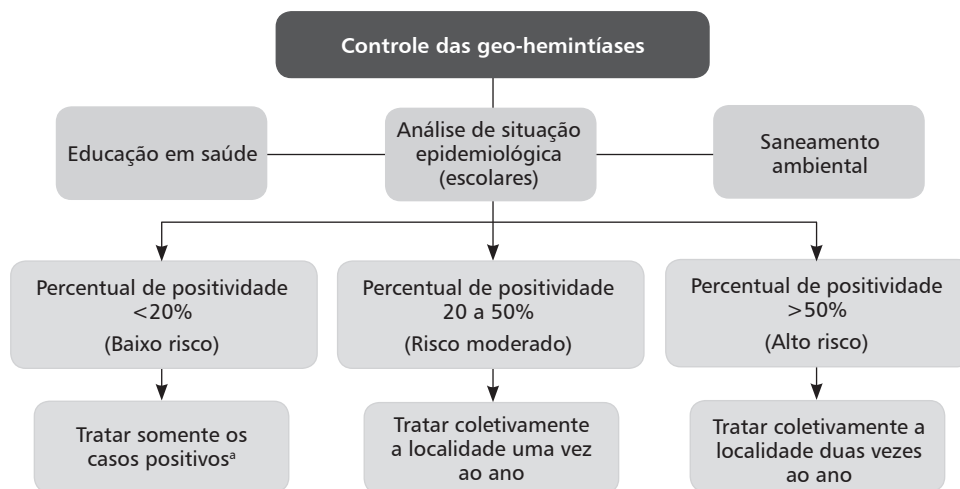 Controle das geo-hemintíases
Educação em saúde
Análise de situação
epidemiológica
(escolares)
Saneamento
ambiental
Percentual de positividade
<20%
(Baixo risco)
Percentual de positividade
20 a 50%
(Risco moderado)
Percentual de positividade
>50%
(Alto risco)
Tratar somente os
casos positivosᵃ
Tratar coletivamente
a localidade uma vez
ao ano
Tratar coletivamente a
localidade duas vezes
ao ano